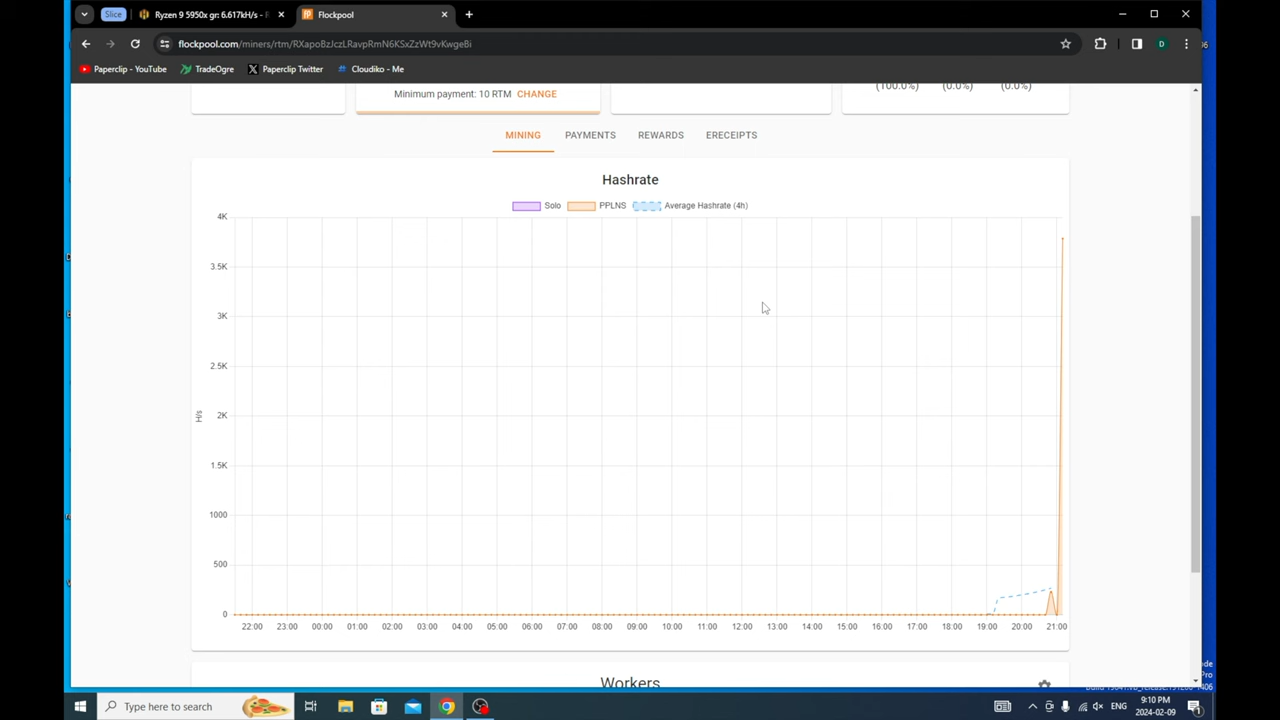 Slice
Ryzen 9 5950x gr: 6.617kH/s - R
Flockpool
flockpool.com/miners/rtm/RXapoBzJczLRavpRmN6KSxZzWt9vKwgeBi
D
Paperclip - YouTube
TradeOgre
Paperclip Twitter
Cloudiko - Me
Minimum payment: 10 RTM CHANGE
(100.0%) (0.0%) (0.0%)
MINING PAYMENTS REWARDS ERECEIPTS
Hashrate
Solo PPLNS Average Hashrate (4h)
4K
3.5K
3K
2.5K
2K
1.5K
1000
500
0
H/s
22:00 23:00 00:00 01:00 02:00 03:00 04:00 05:00 06:00 07:00 08:00 09:00 10:00 11:00 12:00 13:00 14:00 15:00 16:00 17:00 18:00 19:00 20:00 21:00
Workers
Pro
Type here to search
ENG
9:10 PM
2024-02-09